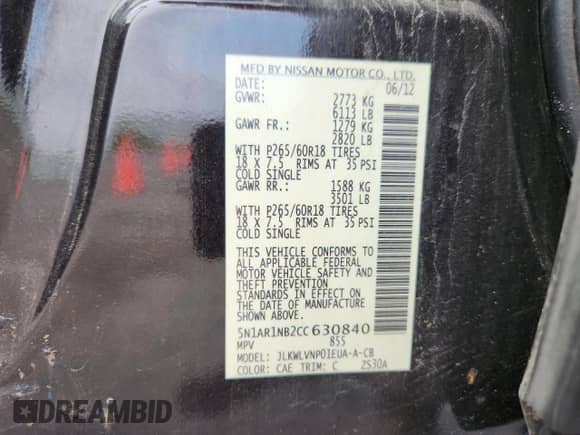 MFD BY NISSAN MOTOR CO., LTD.
DATE: 06/12
GVWR: 2773 KG
6113 LB
GAWR FR.: 1279 KG
2820 LB
WITH P265/60R18 TIRES
18 X 7.5 RIMS AT 35 PSI
COLD SINGLE
GAWR RR.: 1588 KG
3501 LB
WITH P265/60R18 TIRES
18 X 7.5 RIMS AT 35 PSI
COLD SINGLE
THIS VEHICLE CONFORMS TO
ALL APPLICABLE FEDERAL
MOTOR VEHICLE SAFETY AND
THEFT PREVENTION
STANDARDS IN EFFECT ON
THE DATE OF MANUFACTURE
SHOWN ABOVE.
5N1AR1NB2CC630840
MPV 855
MODEL: JLKWLVNP0IEUA-A-CB
COLOR: CAE TRIM: C 2S30A
DREAMBID